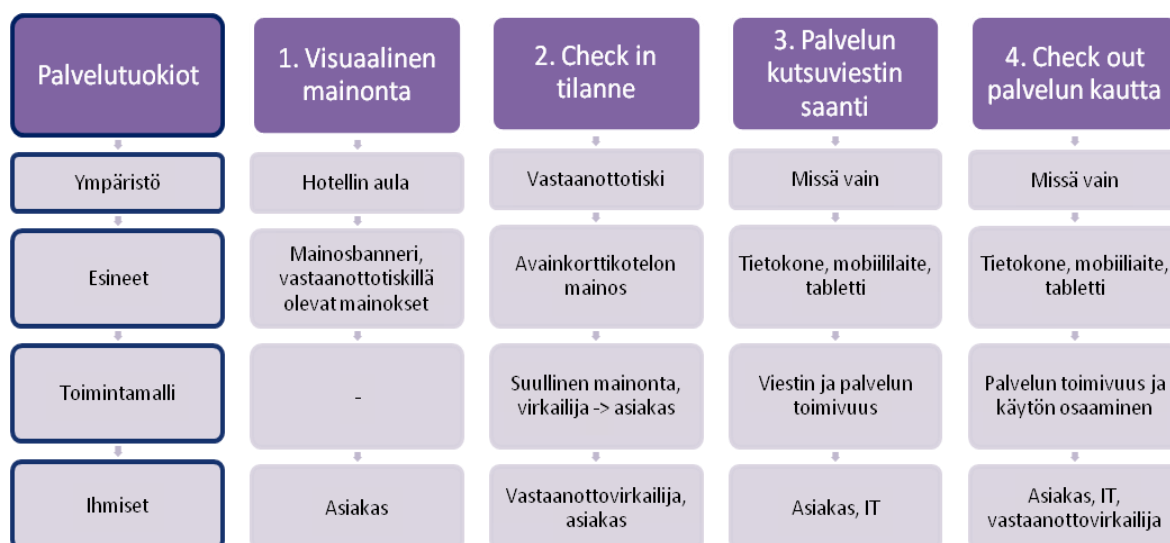 Palvelutuokiot
1. Visuaalinen
mainonta
2. Check in
tilanne
3. Palvelun
kutsuviestin
saanti
4. Check out
palvelun kautta
Ympäristö
Hotellin aula
Vastaanottotiski
Missä vain
Missä vain
Esineet
Mainosbanneri,
vastaanottotiskillä
olevat mainokset
Avainkorttikotelon
mainos
Tietokone, mobiililaite,
tabletti
Tietokone, mobiiliaite,
tabletti
Toimintamalli
-
Suullinen mainonta,
virkailija -> asiakas
Viestin ja palvelun
toimivuus
Palvelun toimivuus ja
käytön osaaminen
Ihmiset
Asiakas
Vastaanottovirkailija,
asiakas
Asiakas, IT
Asiakas, IT,
vastaanottovirkailija